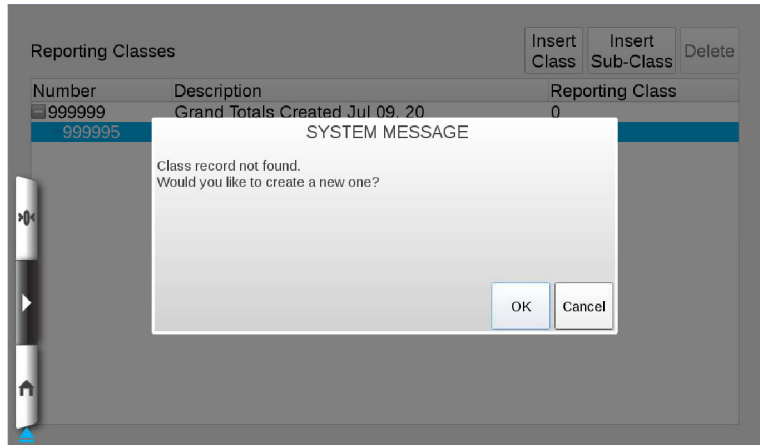 Reporting Classes
Insert Class
Insert Sub-Class
Delete
Number Description Reporting Class
999999 Grand Totals Created Jul 09, 20 0
999995
SYSTEM MESSAGE
Class record not found.
Would you like to create a new one?
OK Cancel
>0<